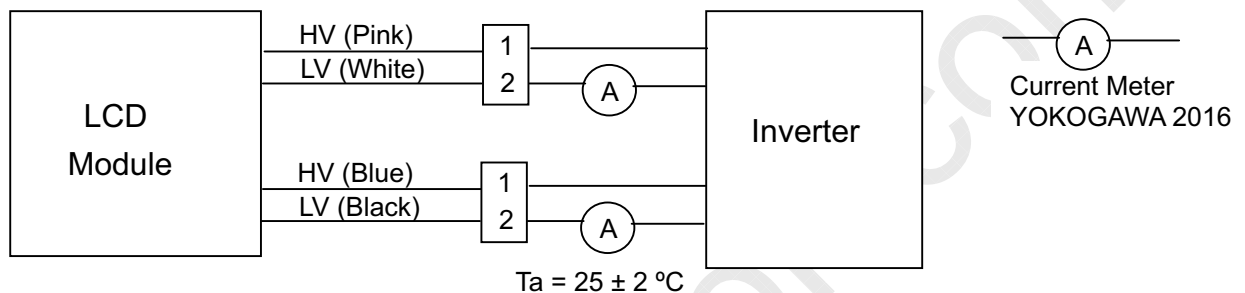 LCD
Module
HV (Pink)
LV (White)
1
2
A
HV (Blue)
LV (Black)
1
2
A
Inverter
A
Current Meter
YOKOGAWA 2016
Ta = 25 ± 2 ºC